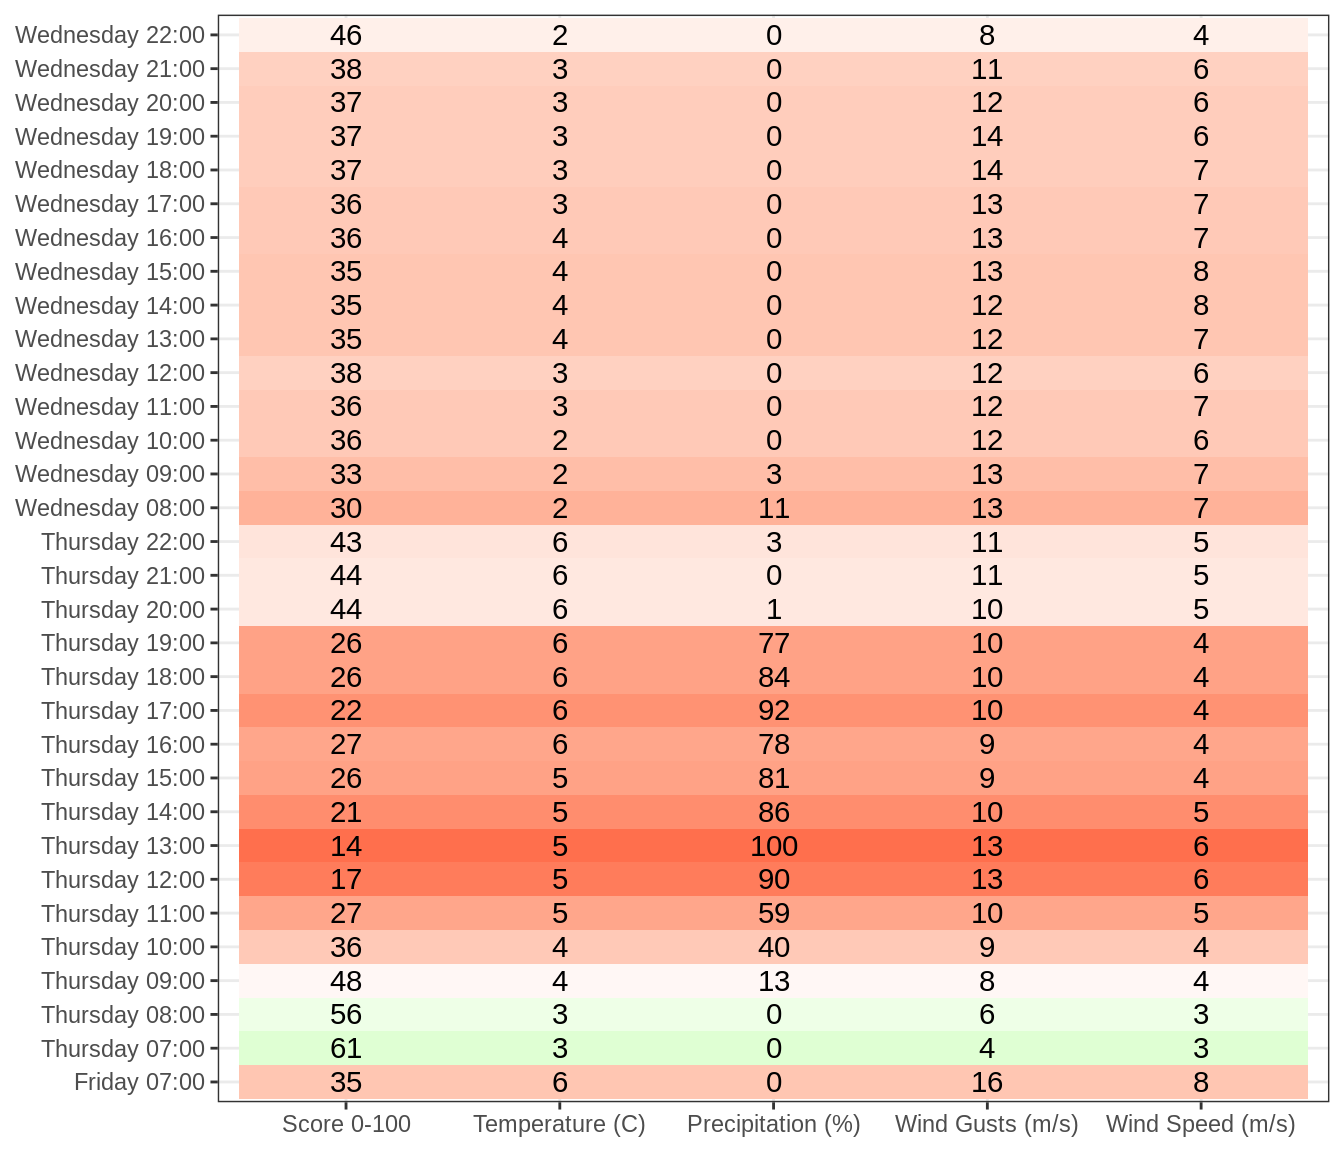 Wednesday 22:00 46 2 0 8 4
Wednesday 21:00 38 3 0 11 6
Wednesday 20:00 37 3 0 12 6
Wednesday 19:00 37 3 0 14 6
Wednesday 18:00 37 3 0 14 7
Wednesday 17:00 36 3 0 13 7
Wednesday 16:00 36 4 0 13 7
Wednesday 15:00 35 4 0 13 8
Wednesday 14:00 35 4 0 12 8
Wednesday 13:00 35 4 0 12 7
Wednesday 12:00 38 3 0 12 6
Wednesday 11:00 36 3 0 12 7
Wednesday 10:00 36 2 0 12 6
Wednesday 09:00 33 2 3 13 7
Wednesday 08:00 30 2 11 13 7
Thursday 22:00 43 6 3 11 5
Thursday 21:00 44 6 0 11 5
Thursday 20:00 44 6 1 10 5
Thursday 19:00 26 6 77 10 4
Thursday 18:00 26 6 84 10 4
Thursday 17:00 22 6 92 10 4
Thursday 16:00 27 6 78 9 4
Thursday 15:00 26 5 81 9 4
Thursday 14:00 21 5 86 10 5
Thursday 13:00 14 5 100 13 6
Thursday 12:00 17 5 90 13 6
Thursday 11:00 27 5 59 10 5
Thursday 10:00 36 4 40 9 4
Thursday 09:00 48 4 13 8 4
Thursday 08:00 56 3 0 6 3
Thursday 07:00 61 3 0 4 3
Friday 07:00 35 6 0 16 8
Score 0-100 Temperature (C) Precipitation (%) Wind Gusts (m/s) Wind Speed (m/s)